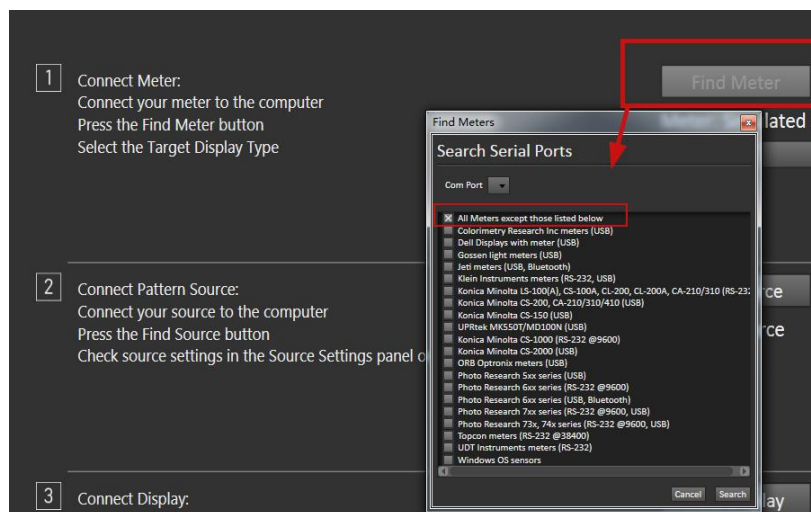 1
Connect Meter:
Connect your meter to the computer
Press the Find Meter button
Select the Target Display Type
Find Meter
lated
Find Meters
Search Serial Ports
Com Port
All Meters except those listed below
Colorimetry Research Inc meters (USB)
Dell Displays with meter (USB)
Gossen light meters (USB)
Jeti meters (USB, Bluetooth)
Klein Instruments meters (RS-232, USB)
Konica Minolta LS-100(A), CS-100A, CL-200, CL-200A, CA-210/310 (RS-232
Konica Minolta CS-200, CA-210/310/410 (USB)
Konica Minolta CS-150 (USB)
UPRtek MK550T/MD100N (USB)
Konica Minolta CS-1000 (RS-232 @9600)
Konica Minolta CS-2000 (USB)
ORB Optronix meters (USB)
Photo Research 5xx series (USB)
Photo Research 6xx series (RS-232 @9600)
Photo Research 6xx series (USB, Bluetooth)
Photo Research 7xx series (RS-232 @9600, USB)
Photo Research 73x, 74x series (RS-232 @9600, USB)
Topcon meters (RS-232 @38400)
UDT Instruments meters (RS-232)
Windows OS sensors
Cancel
Search
2
Connect Pattern Source:
Connect your source to the computer
Press the Find Source button
Check source settings in the Source Settings panel o
rce
rce
3
Connect Display:
lay